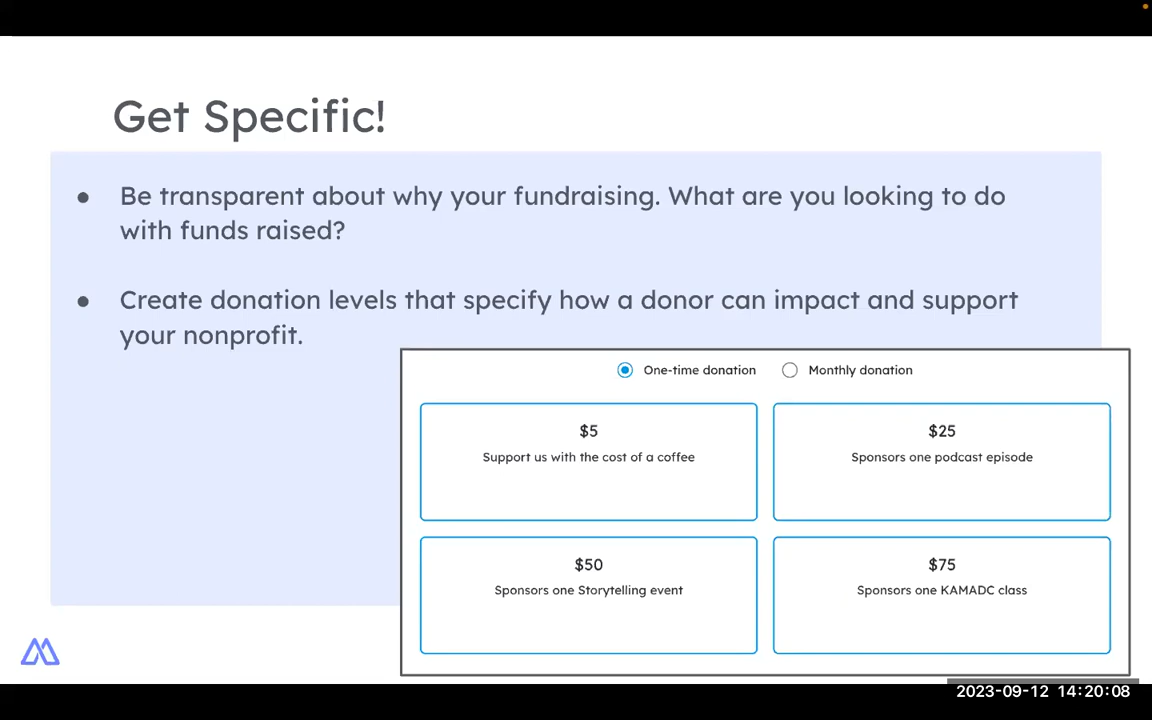 Get Specific!
● Be transparent about why your fundraising. What are you looking to do
with funds raised?
● Create donation levels that specify how a donor can impact and support
your nonprofit.
One-time donation Monthly donation
$5 $25
Support us with the cost of a coffee Sponsors one podcast episode
$50 $75
Sponsors one Storytelling event Sponsors one KAMADC class
2023-09-12 14:20:08